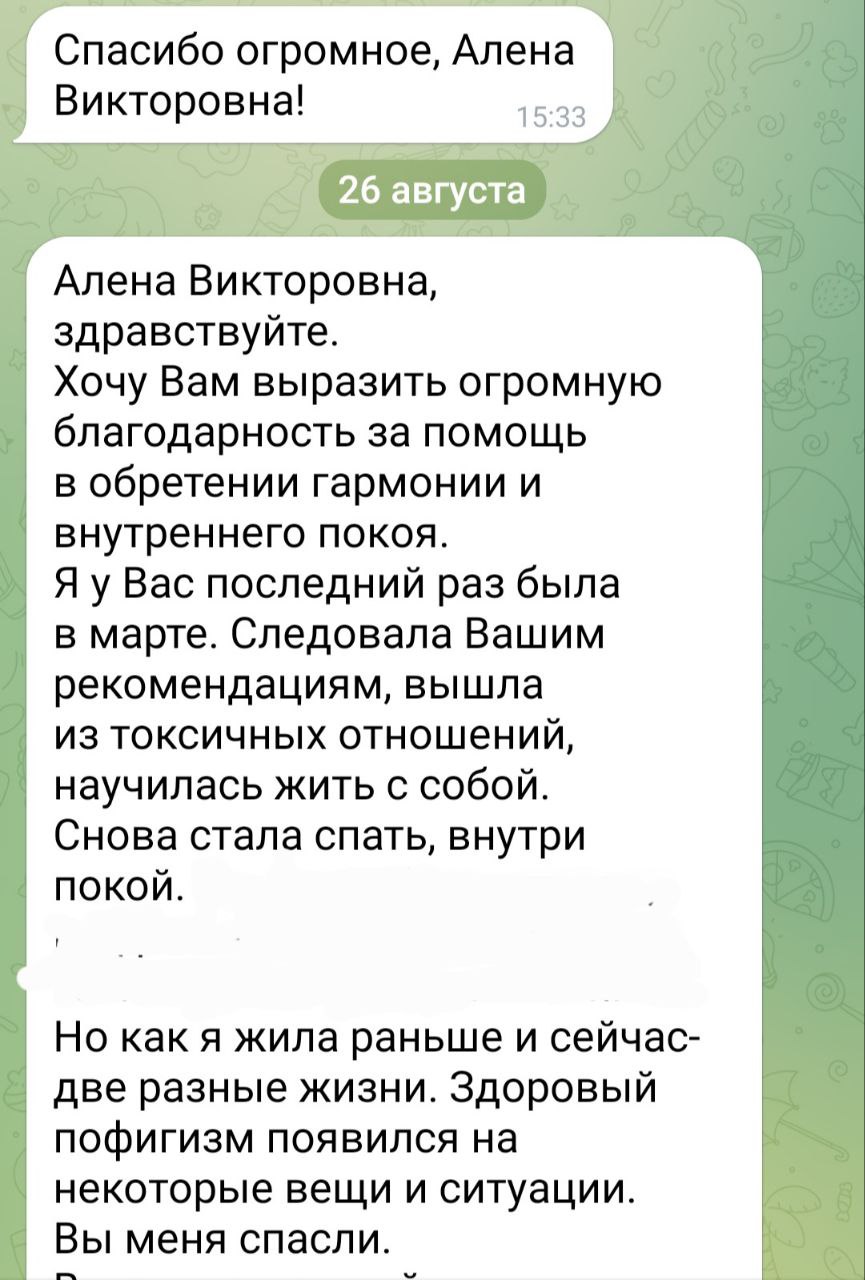 Спасибо огромное, Алена
Викторовна!
15:33
26 августа
Алена Викторовна,
здравствуйте.
Хочу Вам выразить огромную
благодарность за помощь
в обретении гармонии и
внутреннего покоя.
Я у Вас последний раз была
в марте. Следовала Вашим
рекомендациям, вышла
из токсичных отношений,
научилась жить с собой.
Снова стала спать, внутри
покой.
Но как я жила раньше и сейчас-
две разные жизни. Здоровый
пофигизм появился на
некоторые вещи и ситуации.
Вы меня спасли.